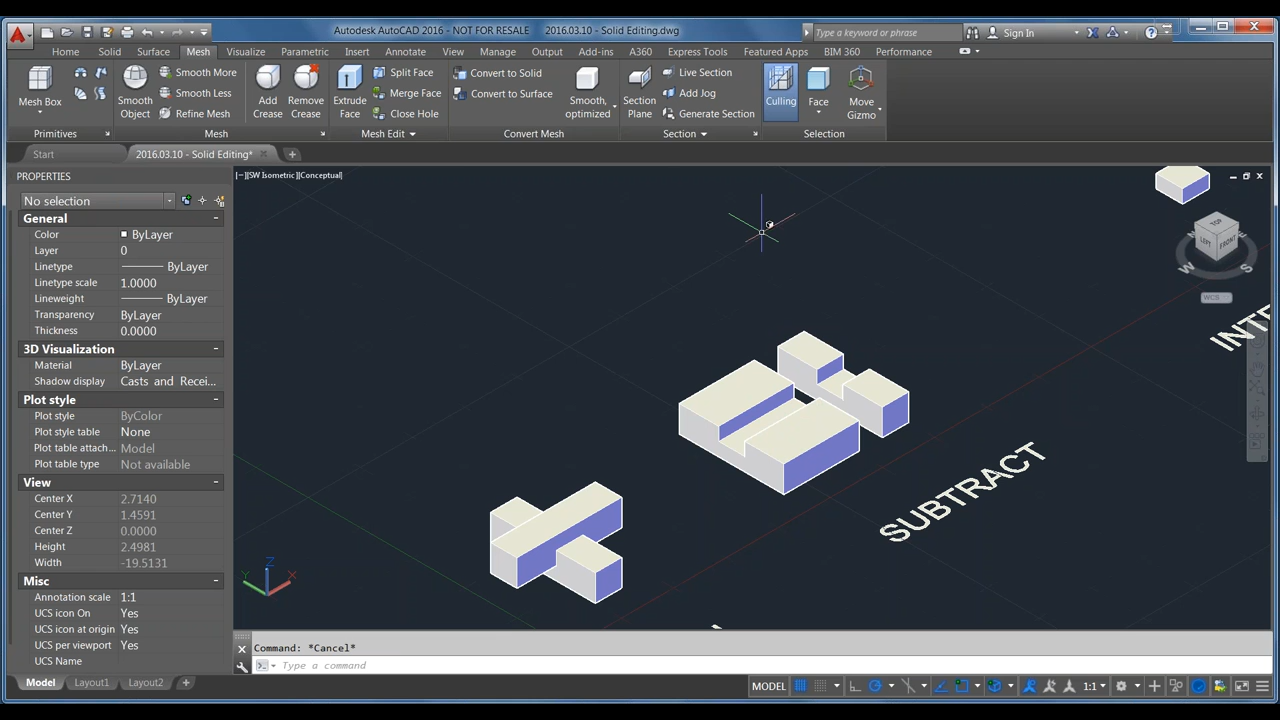 Autodesk AutoCAD 2016 - NOT FOR RESALE 2016.03.10 - Solid Editing.dwg
Type a keyword or phrase
Sign In
Home Solid Surface Mesh Visualize Parametric Insert Annotate View Manage Output Add-ins A360 Express Tools Featured Apps BIM 360 Performance
Mesh Box
Smooth Object
Smooth More
Smooth Less
Refine Mesh
Add Crease
Remove Crease
Extrude Face
Split Face
Merge Face
Close Hole
Convert to Solid
Convert to Surface
Smooth, optimized
Section Plane
Live Section
Add Jog
Generate Section
Culling
Face
Move Gizmo
Primitives Mesh Mesh Edit Convert Mesh Section Selection
Start 2016.03.10 - Solid Editing*
PROPERTIES
[−][SW Isometric][Conceptual]
No selection
General
Color ByLayer
Layer 0
Linetype ByLayer
Linetype scale 1.0000
Lineweight ByLayer
Transparency ByLayer
Thickness 0.0000
3D Visualization
Material ByLayer
Shadow display Casts and Recei...
Plot style
Plot style ByColor
Plot style table None
Plot table attach... Model
Plot table type Not available
View
Center X 2.7140
Center Y 1.4591
Center Z 0.0000
Height 2.4981
Width -19.5131
Misc
Annotation scale 1:1
UCS icon On Yes
UCS icon at origin Yes
UCS per viewport Yes
UCS Name
TOP
LEFT
FRONT
W
S
WCS
INTE
SUBTRACT
Z
Y
X
Command: *Cancel*
Type a command
Model Layout1 Layout2
MODEL
1:1